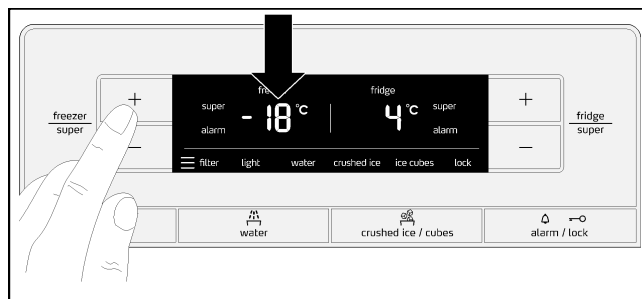 freezer
super
+
−
fre
super
alarm
-18 °C
fridge
4 °C
super
alarm
filter light water crushed ice ice cubes lock
+
−
fridge
super
water
crushed ice / cubes
alarm / lock